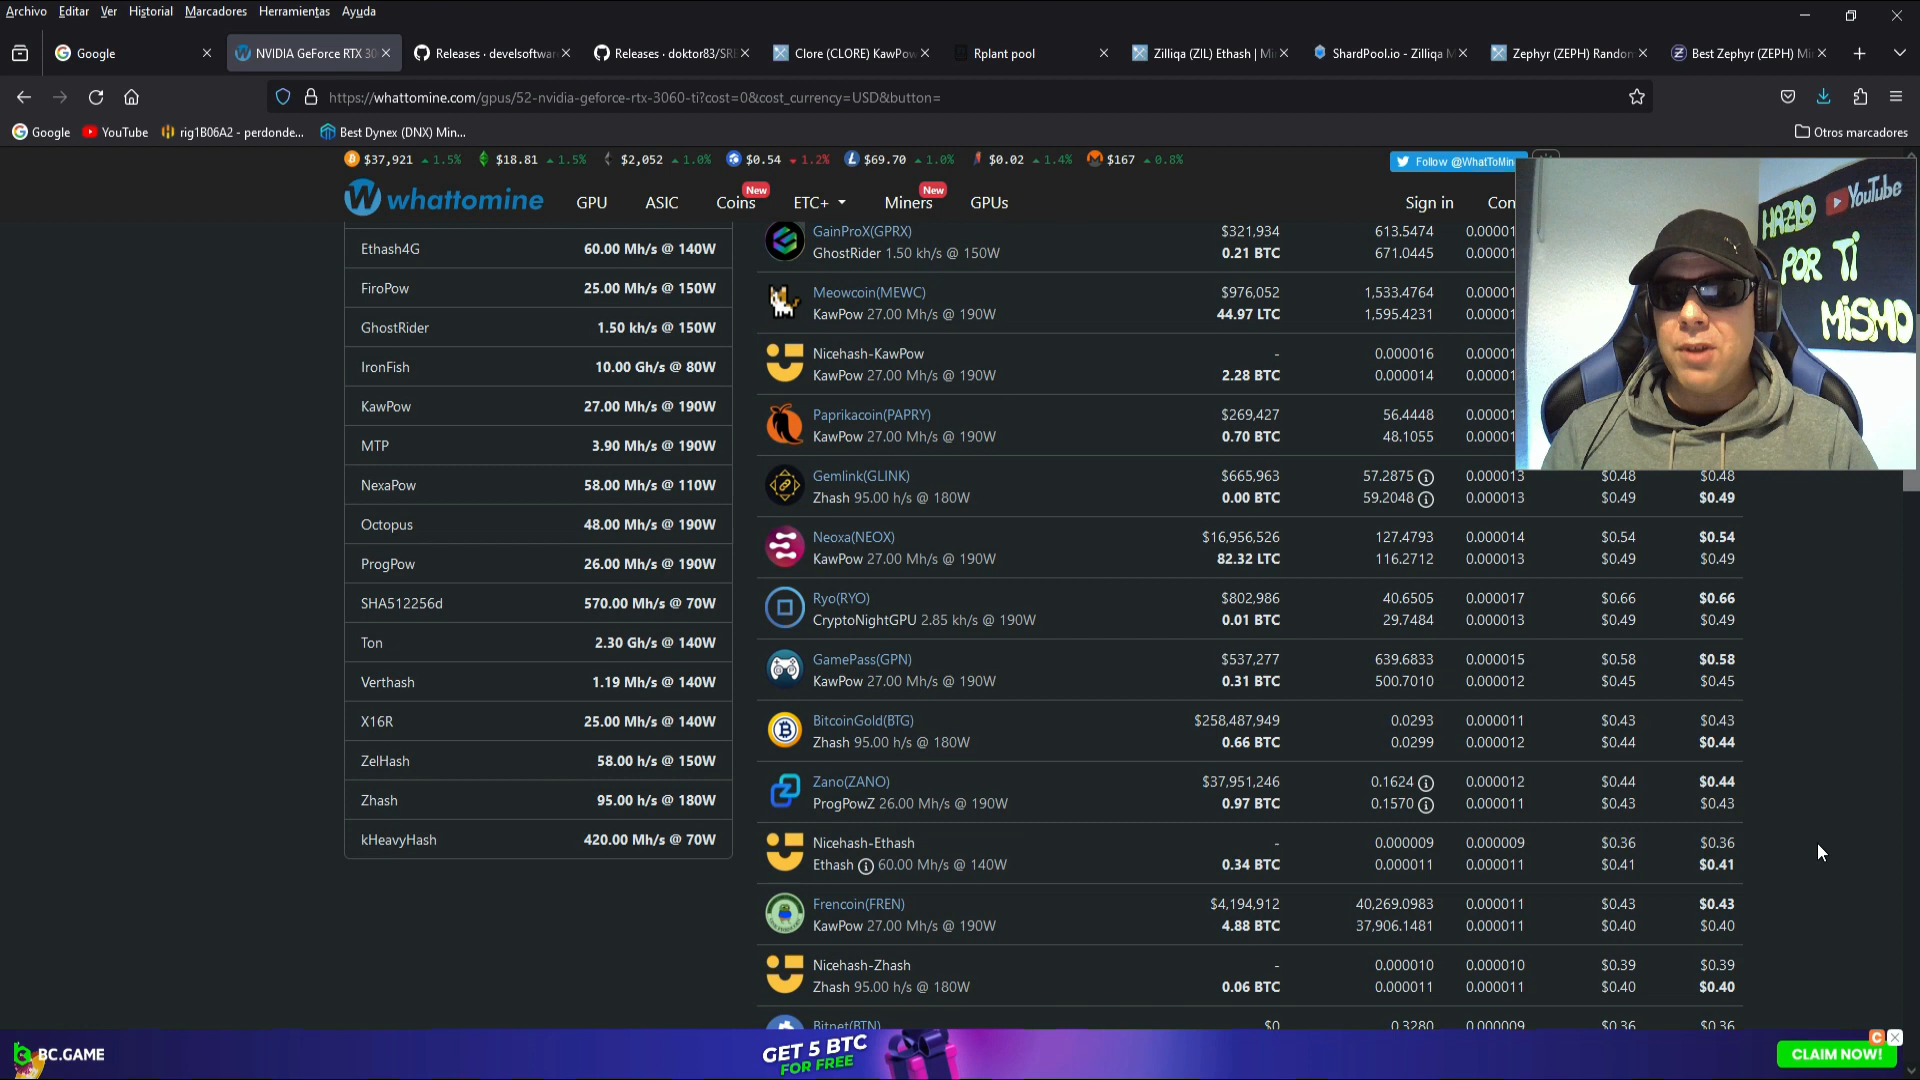 Archivo Editar Ver Historial Marcadores Herramientas Ayuda
Google NVIDIA GeForce RTX 30 Releases · develsoftwar Releases · doktor83/SRB Clore (CLORE) KawPow Rplant pool Zilliqa (ZIL) Ethash | Mi ShardPool.io - Zilliqa M Zephyr (ZEPH) Random Best Zephyr (ZEPH) Mi
https://whattomine.com/gpus/52-nvidia-geforce-rtx-3060-ti?cost=0&cost_currency=USD&button=
Google YouTube rig1B06A2 - perdonde... Best Dynex (DNX) Min... Otros marcadores
$37,921 1.5% $18.81 1.5% $2,052 1.0% $0.54 1.2% $69.70 1.0% $0.02 1.4% $167 0.8% Follow @WhatToMin
whattomine GPU ASIC Coins New ETC+ Miners New GPUs Sign in Con
Ethash4G 60.00 Mh/s @ 140W
FiroPow 25.00 Mh/s @ 150W
GhostRider 1.50 kh/s @ 150W
IronFish 10.00 Gh/s @ 80W
KawPow 27.00 Mh/s @ 190W
MTP 3.90 Mh/s @ 190W
NexaPow 58.00 Mh/s @ 110W
Octopus 48.00 Mh/s @ 190W
ProgPow 26.00 Mh/s @ 190W
SHA512256d 570.00 Mh/s @ 70W
Ton 2.30 Gh/s @ 140W
Verthash 1.19 Mh/s @ 140W
X16R 25.00 Mh/s @ 140W
ZelHash 58.00 h/s @ 150W
Zhash 95.00 h/s @ 180W
kHeavyHash 420.00 Mh/s @ 70W
GainProX(GPRX) $321,934 613.5474 0.00001
GhostRider 1.50 kh/s @ 150W 0.21 BTC 671.0445 0.00001
Meowcoin(MEWC) $976,052 1,533.4764 0.00001
KawPow 27.00 Mh/s @ 190W 44.97 LTC 1,595.4231 0.00001
Nicehash-KawPow - 0.000016 0.00001
KawPow 27.00 Mh/s @ 190W 2.28 BTC 0.000014 0.00001
Paprikacoin(PAPRY) $269,427 56.4448 0.00001
KawPow 27.00 Mh/s @ 190W 0.70 BTC 48.1055 0.00001
Gemlink(GLINK) $665,963 57.2875 0.000013 $0.48 $0.48
Zhash 95.00 h/s @ 180W 0.00 BTC 59.2048 0.000013 $0.49 $0.49
Neoxa(NEOX) $16,956,526 127.4793 0.000014 $0.54 $0.54
KawPow 27.00 Mh/s @ 190W 82.32 LTC 116.2712 0.000013 $0.49 $0.49
Ryo(RYO) $802,986 40.6505 0.000017 $0.66 $0.66
CryptoNightGPU 2.85 kh/s @ 190W 0.01 BTC 29.7484 0.000013 $0.49 $0.49
GamePass(GPN) $537,277 639.6833 0.000015 $0.58 $0.58
KawPow 27.00 Mh/s @ 190W 0.31 BTC 500.7010 0.000012 $0.45 $0.45
BitcoinGold(BTG) $258,487,949 0.0293 0.000011 $0.43 $0.43
Zhash 95.00 h/s @ 180W 0.66 BTC 0.0299 0.000012 $0.44 $0.44
Zano(ZANO) $37,951,246 0.1624 0.000012 $0.44 $0.44
ProgPowZ 26.00 Mh/s @ 190W 0.97 BTC 0.1570 0.000011 $0.43 $0.43
Nicehash-Ethash - 0.000009 0.000009 $0.36 $0.36
Ethash 60.00 Mh/s @ 140W 0.34 BTC 0.000011 0.000011 $0.41 $0.41
Frencoin(FREN) $4,194,912 40,269.0983 0.000011 $0.43 $0.43
KawPow 27.00 Mh/s @ 190W 4.88 BTC 37,906.1481 0.000011 $0.40 $0.40
Nicehash-Zhash - 0.000010 0.000010 $0.39 $0.39
Zhash 95.00 h/s @ 180W 0.06 BTC 0.000011 0.000011 $0.40 $0.40
Bitnet(BTN) $0 0.3280 0.000009 $0.36 $0.36
HAZLO YouTube
POR TI
MISMO
BC.GAME GET 5 BTC CLAIM NOW!
FOR FREE